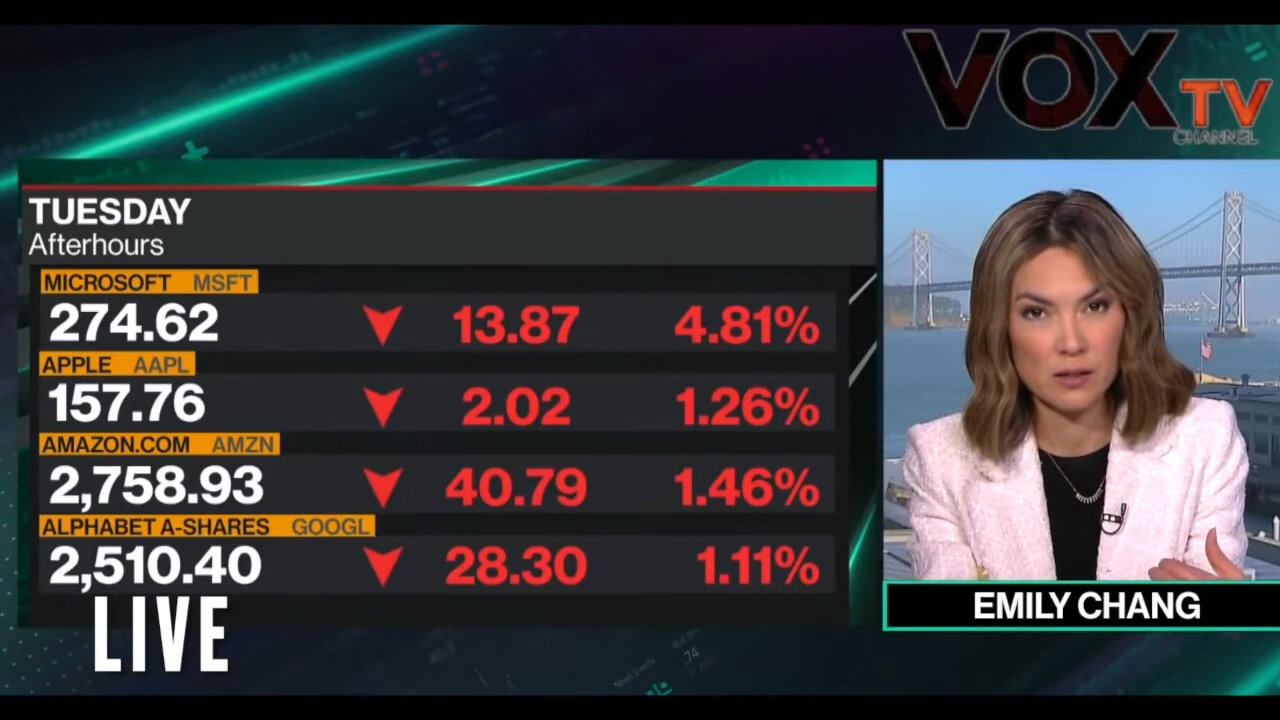 VOX
TV
CHANNEL
TUESDAY
Afterhours
MICROSOFT MSFT
274.62 13.87 4.81%
APPLE AAPL
157.76 2.02 1.26%
AMAZON.COM AMZN
2,758.93 40.79 1.46%
ALPHABET A-SHARES GOOGL
2,510.40 28.30 1.11%
LIVE
EMILY CHANG
.74